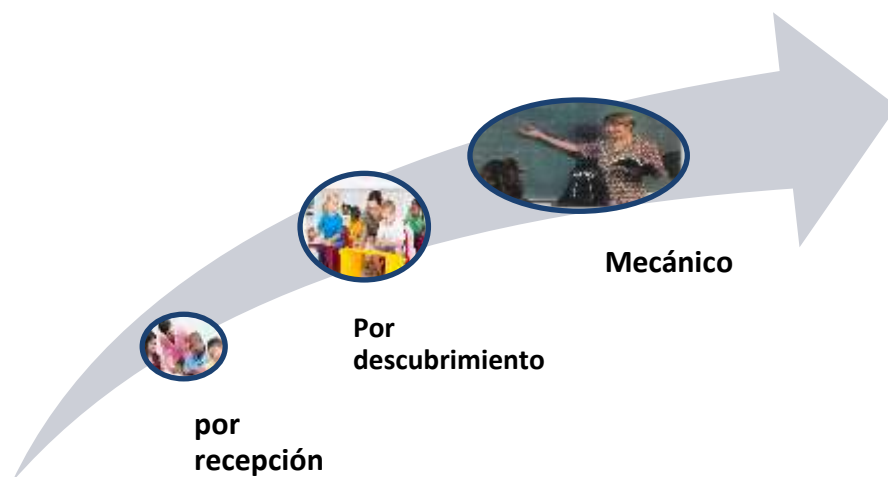 Mecánico
Por
descubrimiento
por
recepción